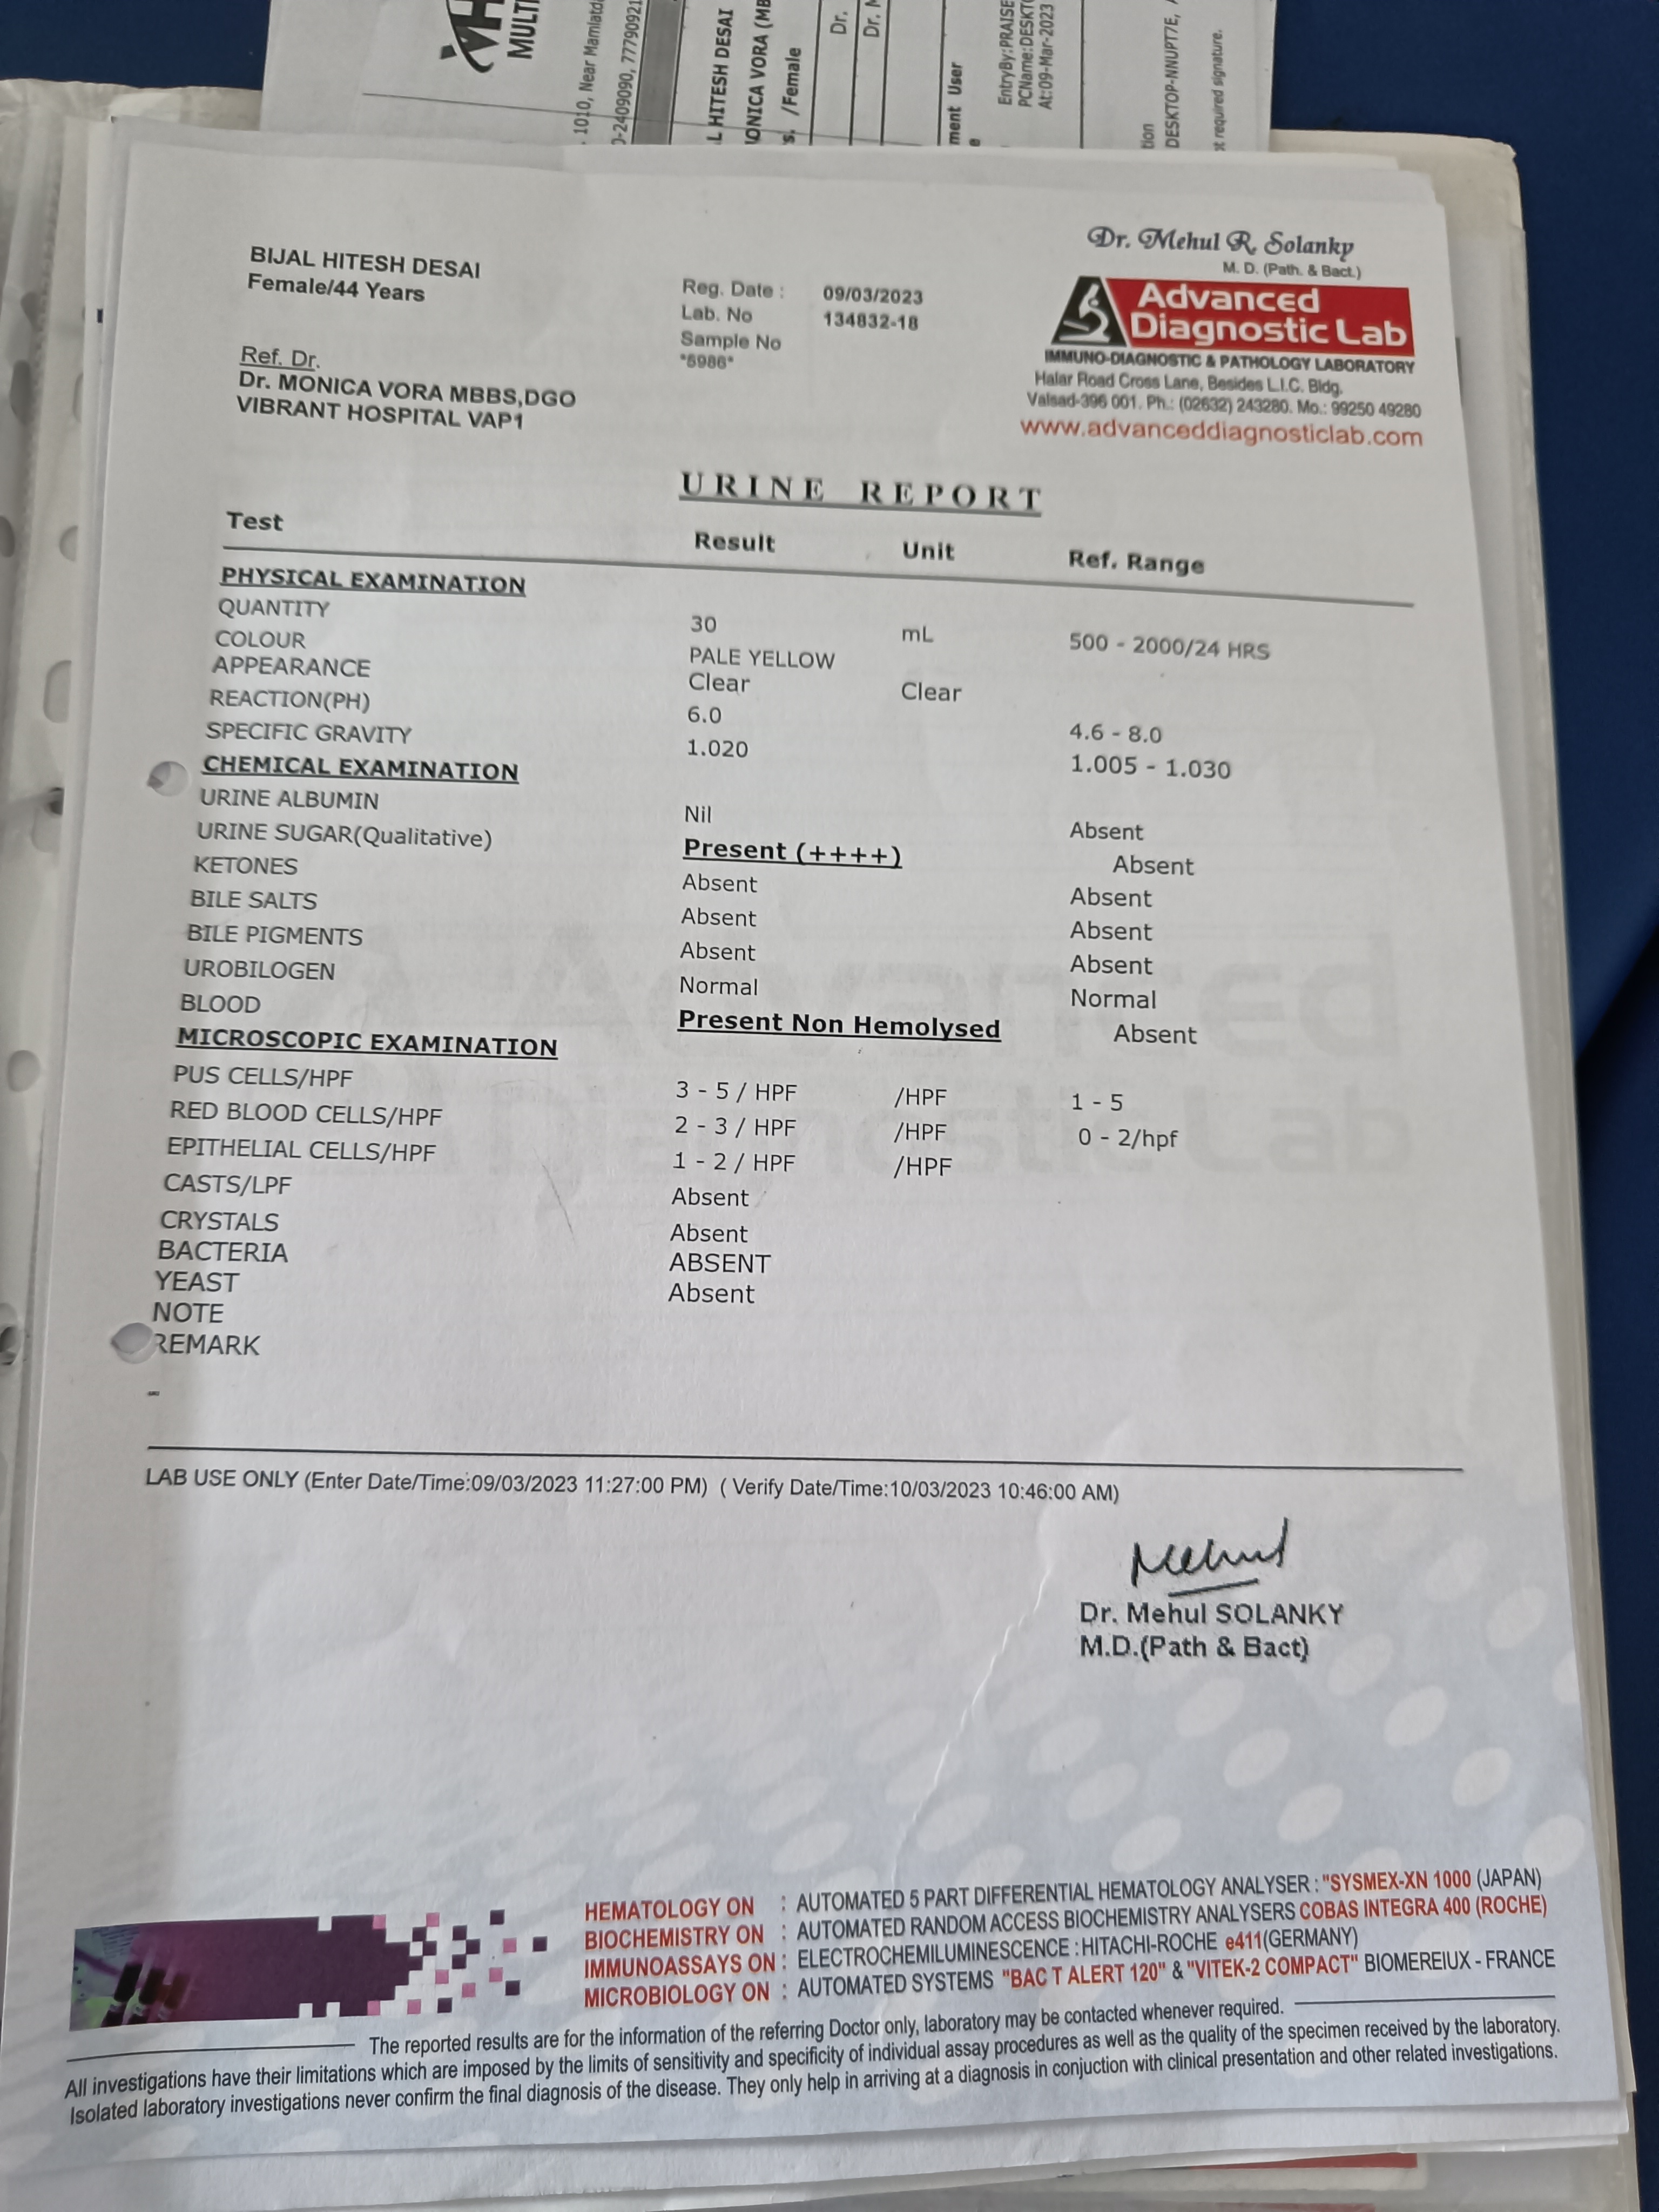 MULTI
1010, Near Mamlatd
0-2409090, 77790921
L HITESH DESAI
ONICA VORA (MB
s. /Female
Dr.
Dr. M
ment User
e
EntryBy:PRAISE
PCName:DESKT
At:09-Mar-2023
tion
DESKTOP-NNUPT7E,
t required signature.
BIJAL HITESH DESAI
Female/44 Years
Ref. Dr.
Dr. MONICA VORA MBBS,DGO
VIBRANT HOSPITAL VAP1
Reg. Date : 09/03/2023
Lab. No 134832-18
Sample No
*5986*
Dr. Mehul R. Solanky
M. D. (Path. & Bact.)
Advanced
Diagnostic Lab
IMMUNO-DIAGNOSTIC & PATHOLOGY LABORATORY
Halar Road Cross Lane, Besides L.I.C. Bldg.
Valsad-396 001. Ph.: (02632) 243280. Mo.: 99250 49280
www.advanceddiagnosticlab.com
URINE REPORT
Test Result Unit Ref. Range
PHYSICAL EXAMINATION
QUANTITY 30 mL 500 - 2000/24 HRS
COLOUR PALE YELLOW
APPEARANCE Clear Clear
REACTION(PH) 6.0 4.6 - 8.0
SPECIFIC GRAVITY 1.020 1.005 - 1.030
CHEMICAL EXAMINATION
URINE ALBUMIN Nil Absent
URINE SUGAR(Qualitative) Present (++++) Absent
KETONES Absent Absent
BILE SALTS Absent Absent
BILE PIGMENTS Absent Absent
UROBILOGEN Normal Normal
BLOOD Present Non Hemolysed Absent
MICROSCOPIC EXAMINATION
PUS CELLS/HPF 3 - 5 / HPF /HPF 1 - 5
RED BLOOD CELLS/HPF 2 - 3 / HPF /HPF 0 - 2/hpf
EPITHELIAL CELLS/HPF 1 - 2 / HPF /HPF
CASTS/LPF Absent
CRYSTALS Absent
BACTERIA ABSENT
YEAST Absent
NOTE
REMARK
Advanced
Diagnostic Lab
LAB USE ONLY (Enter Date/Time:09/03/2023 11:27:00 PM) ( Verify Date/Time:10/03/2023 10:46:00 AM)
Mehul
Dr. Mehul SOLANKY
M.D.(Path & Bact)
HEMATOLOGY ON : AUTOMATED 5 PART DIFFERENTIAL HEMATOLOGY ANALYSER : "SYSMEX-XN 1000 (JAPAN)
BIOCHEMISTRY ON : AUTOMATED RANDOM ACCESS BIOCHEMISTRY ANALYSERS COBAS INTEGRA 400 (ROCHE)
IMMUNOASSAYS ON : ELECTROCHEMILUMINESCENCE : HITACHI-ROCHE e411(GERMANY)
MICROBIOLOGY ON : AUTOMATED SYSTEMS "BAC T ALERT 120" & "VITEK-2 COMPACT" BIOMEREIUX - FRANCE
The reported results are for the information of the referring Doctor only, laboratory may be contacted whenever required.
All investigations have their limitations which are imposed by the limits of sensitivity and specificity of individual assay procedures as well as the quality of the specimen received by the laboratory.
Isolated laboratory investigations never confirm the final diagnosis of the disease. They only help in arriving at a diagnosis in conjuction with clinical presentation and other related investigations.